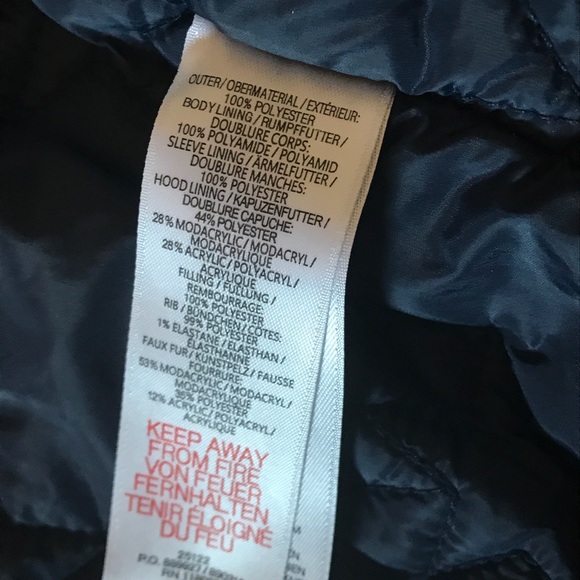 OUTER / OBERMATERIAL / EXTÉRIEUR:
100% POLYESTER
BODY LINING / RUMPFFUTTER /
DOUBLURE CORPS:
100% POLYAMIDE / POLYAMID
SLEEVE LINING / ÄRMELFUTTER /
DOUBLURE MANCHES:
100% POLYESTER
HOOD LINING / KAPUZENFUTTER /
DOUBLURE CAPUCHE:
44% POLYESTER
28% MODACRYLIC / MODACRYL /
MODACRYLIQUE
28% ACRYLIC / POLYACRYL /
ACRYLIQUE
FILLING / FÜLLUNG /
REMBOURRAGE:
100% POLYESTER
RIB / BÜNDCHEN / CÔTES:
99% POLYESTER
1% ELASTANE / ELASTHAN /
ÉLASTHANNE
FAUX FUR / KUNSTPELZ / FAUSSE
FOURRURE:
53% MODACRYLIC / MODACRYL /
MODACRYLIQUE
35% POLYESTER
12% ACRYLIC / POLYACRYL /
ACRYLIQUE
KEEP AWAY
FROM FIRE
VON FEUER
FERNHALTEN
TENIR ÉLOIGNÉ
DU FEU
25122
P.O.
RN